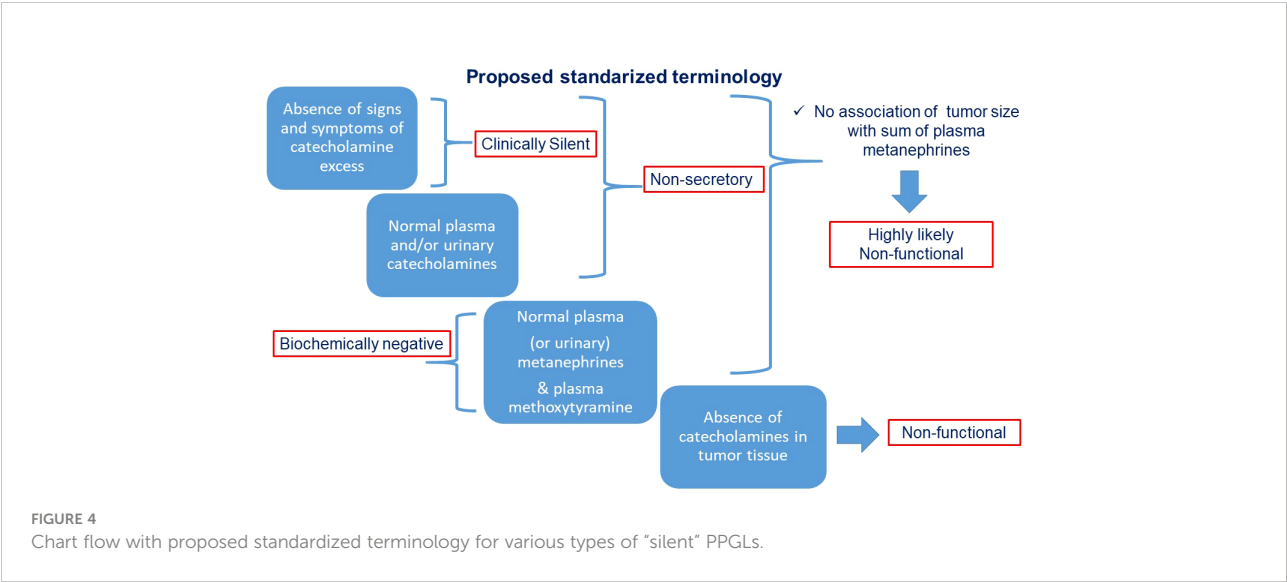 Proposed standarized terminology
Absence of signs
and symptoms of
catecholamine
excess
Clinically Silent
Normal plasma
and/or urinary
catecholamines
Non-secretory
✓ No association of tumor size
with sum of plasma
metanephrines
Highly likely
Non-functional
Biochemically negative
Normal plasma
(or urinary)
metanephrines
& plasma
methoxytyramine
Absence of
catecholamines in
tumor tissue
Non-functional
FIGURE 4
Chart flow with proposed standardized terminology for various types of “silent” PPGLs.